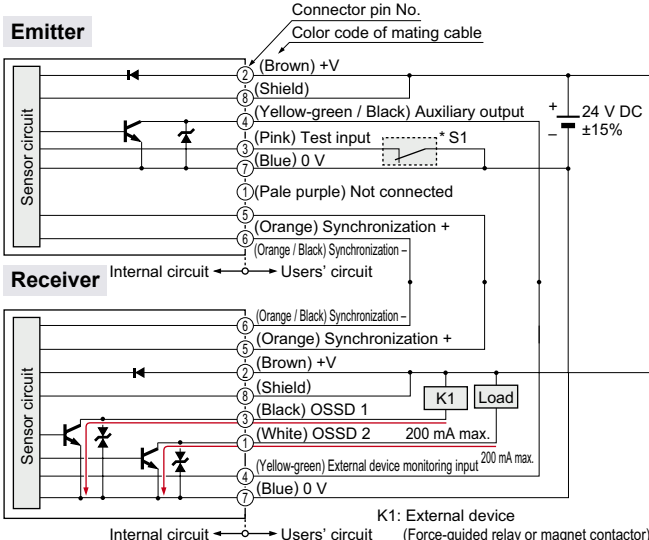 Connector pin No.
Color code of mating cable
Emitter
Sensor circuit
2 (Brown) +V
8 (Shield)
4 (Yellow-green / Black) Auxiliary output
3 (Pink) Test input
* S1
7 (Blue) 0 V
1 (Pale purple) Not connected
5 (Orange) Synchronization +
6 (Orange / Black) Synchronization –
+
–
24 V DC
±15%
Internal circuit
Users' circuit
Receiver
Sensor circuit
6 (Orange / Black) Synchronization –
5 (Orange) Synchronization +
2 (Brown) +V
8 (Shield)
K1
Load
3 (Black) OSSD 1
1 (White) OSSD 2
200 mA max.
200 mA max.
4 (Yellow-green) External device monitoring input
7 (Blue) 0 V
Internal circuit
Users' circuit
K1: External device
(Force-guided relay or magnet contactor)